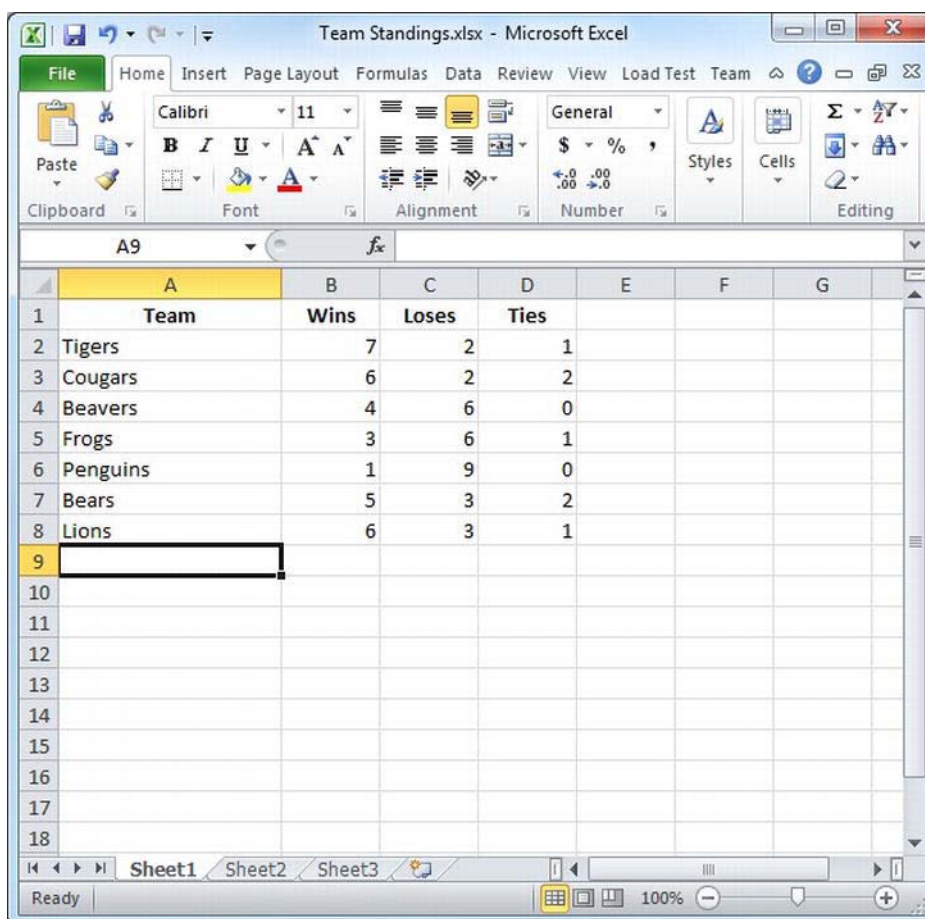 Team Standings.xlsx - Microsoft Excel
File Home Insert Page Layout Formulas Data Review View Load Test Team
Calibri 11 General
Paste B I U A A $ % , Styles Cells Σ
A .0 .00 .00 .0
Clipboard Font Alignment Number Editing
A9 fx
A B C D E F G
1 Team Wins Loses Ties
2 Tigers 7 2 1
3 Cougars 6 2 2
4 Beavers 4 6 0
5 Frogs 3 6 1
6 Penguins 1 9 0
7 Bears 5 3 2
8 Lions 6 3 1
9
10
11
12
13
14
15
16
17
18
Sheet1 Sheet2 Sheet3
Ready 100%